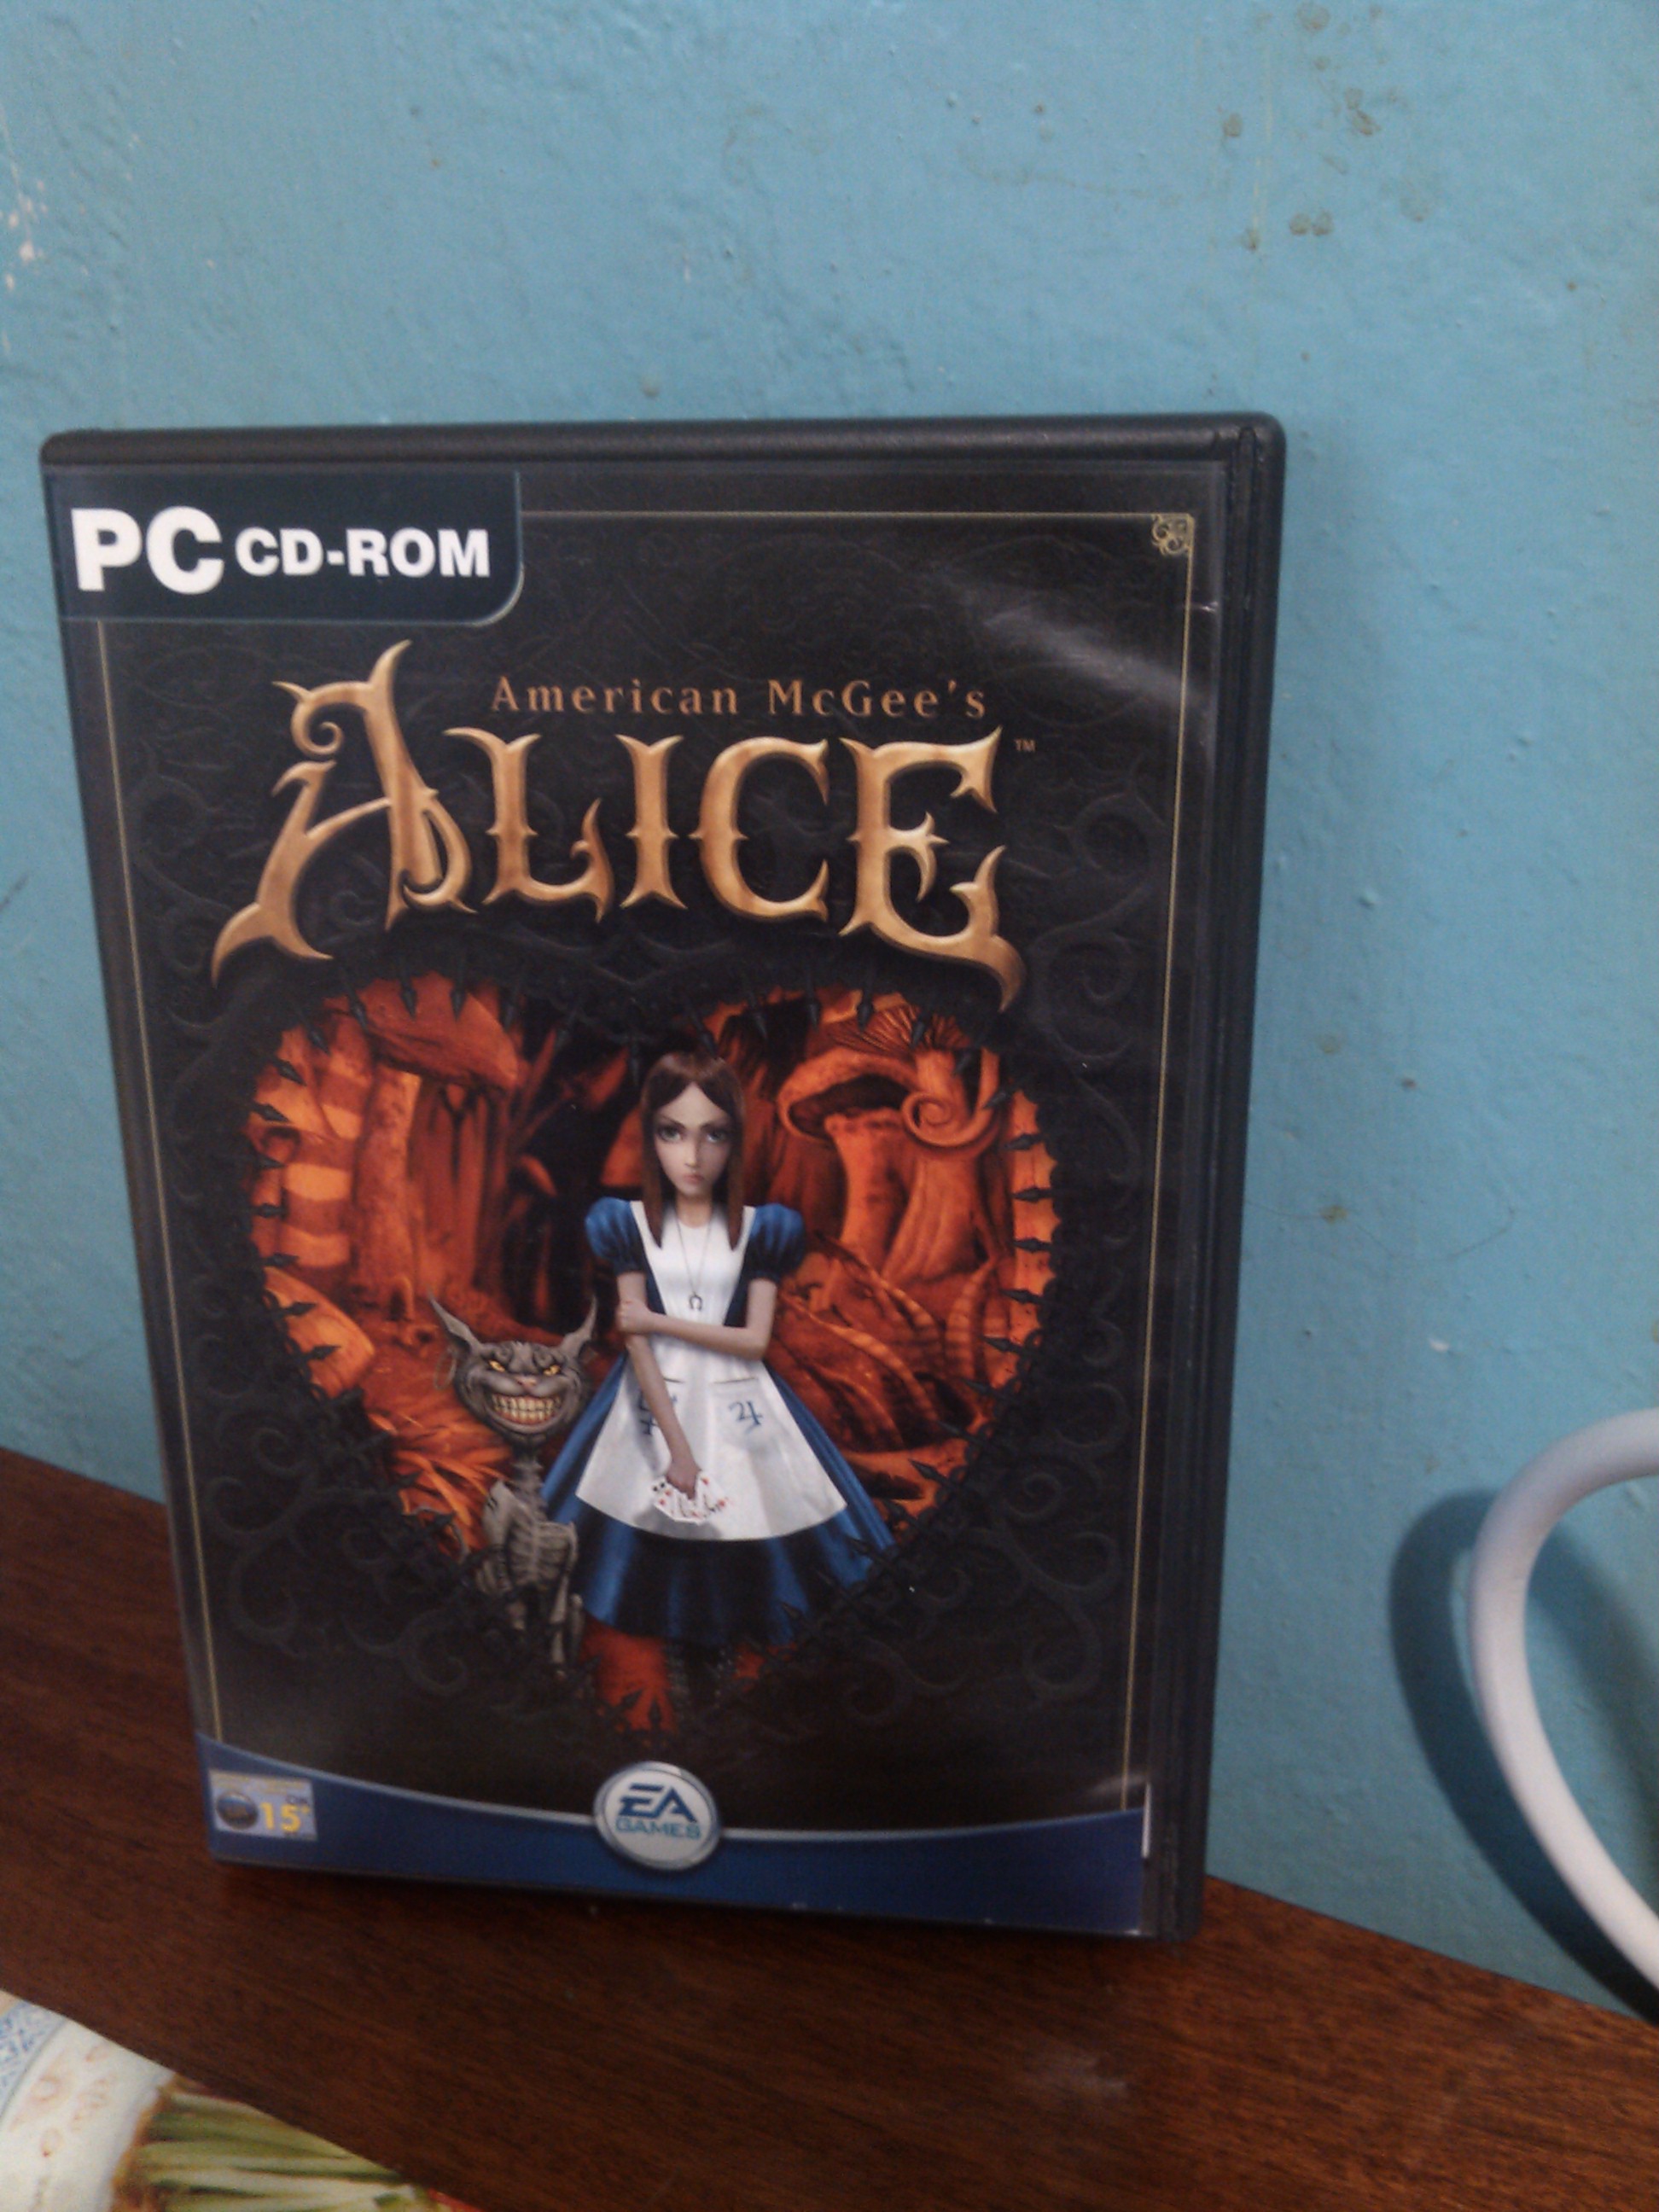 PC CD-ROM
American McGee's
ALICE™
15+
EA
GAMES